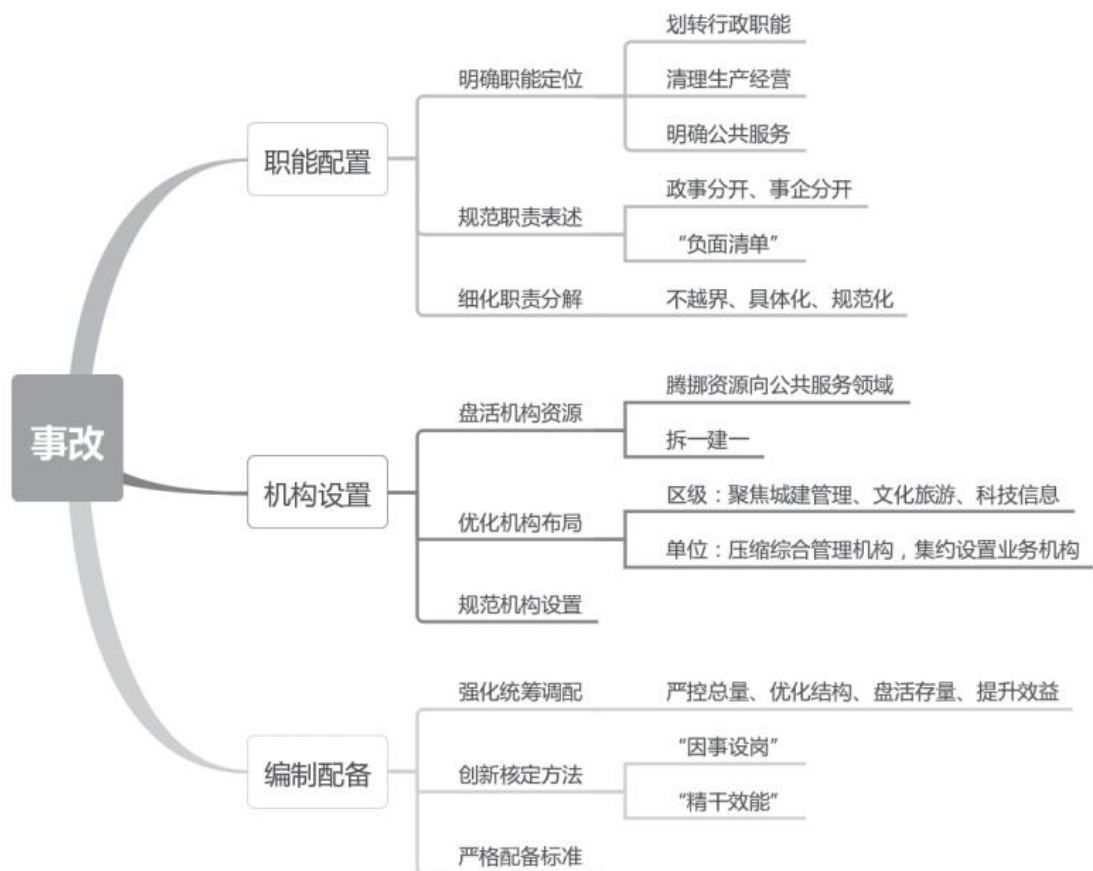 事改
职能配置
明确职能定位
划转行政职能
清理生产经营
明确公共服务
规范职责表述
政事分开、事企分开
“负面清单”
细化职责分解
不越界、具体化、规范化
机构设置
盘活机构资源
腾挪资源向公共服务领域
拆一建一
优化机构布局
区级：聚焦城建管理、文化旅游、科技信息
单位：压缩综合管理机构，集约设置业务机构
规范机构设置
编制配备
强化统筹调配
严控总量、优化结构、盘活存量、提升效益
创新核定方法
“因事设岗”
“精干效能”
严格配备标准